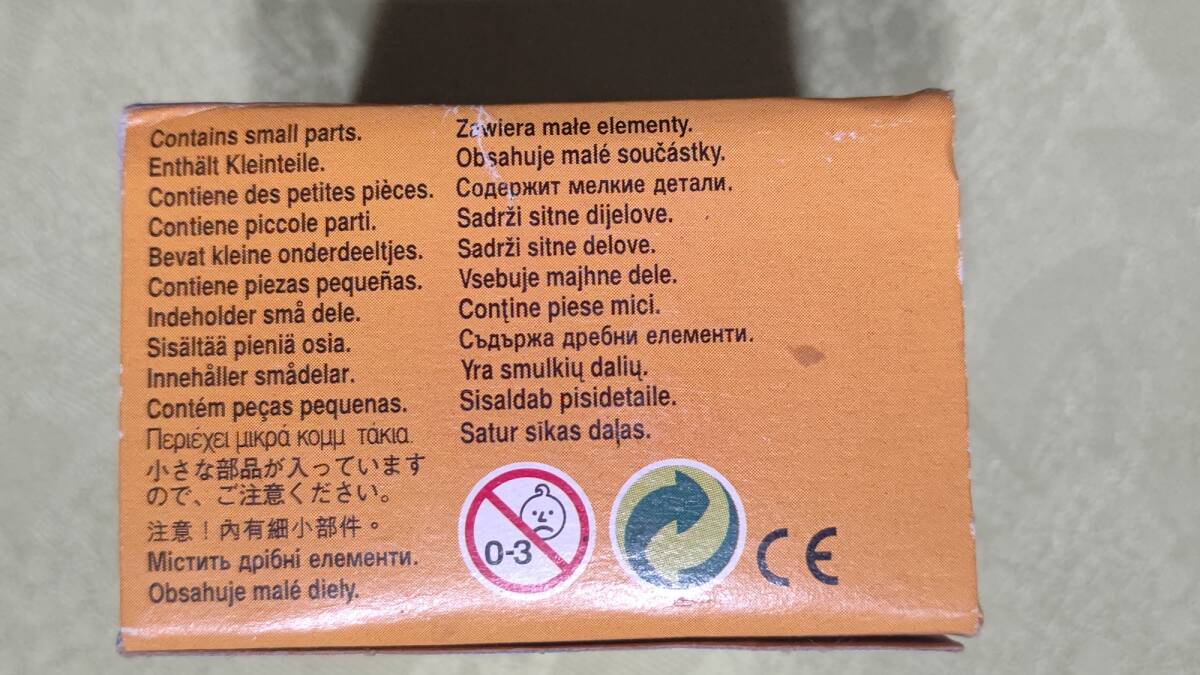 Contains small parts.
Enthält Kleinteile.
Contiene des petites pièces.
Contiene piccole parti.
Bevat kleine onderdeeltjes.
Contiene piezas pequeñas.
Indeholder små dele.
Sisältää pieniä osia.
Innehåller smådelar.
Contém peças pequenas.
Περιέχει μικρά κομμ τάκια.
小さな部品が入っています
ので、ご注意ください。
注意！內有細小部件。
Містить дрібні елементи.
Obsahuje malé diely.
Zawiera małe elementy.
Obsahuje malé součástky.
Содержит мелкие детали.
Sadrži sitne dijelove.
Sadrži sitne delove.
Vsebuje majhne dele.
Conţine piese mici.
Съдържа дребни елементи.
Yra smulkių dalių.
Sisaldab pisidetaile.
Satur sīkas daļas.
0-3
CE